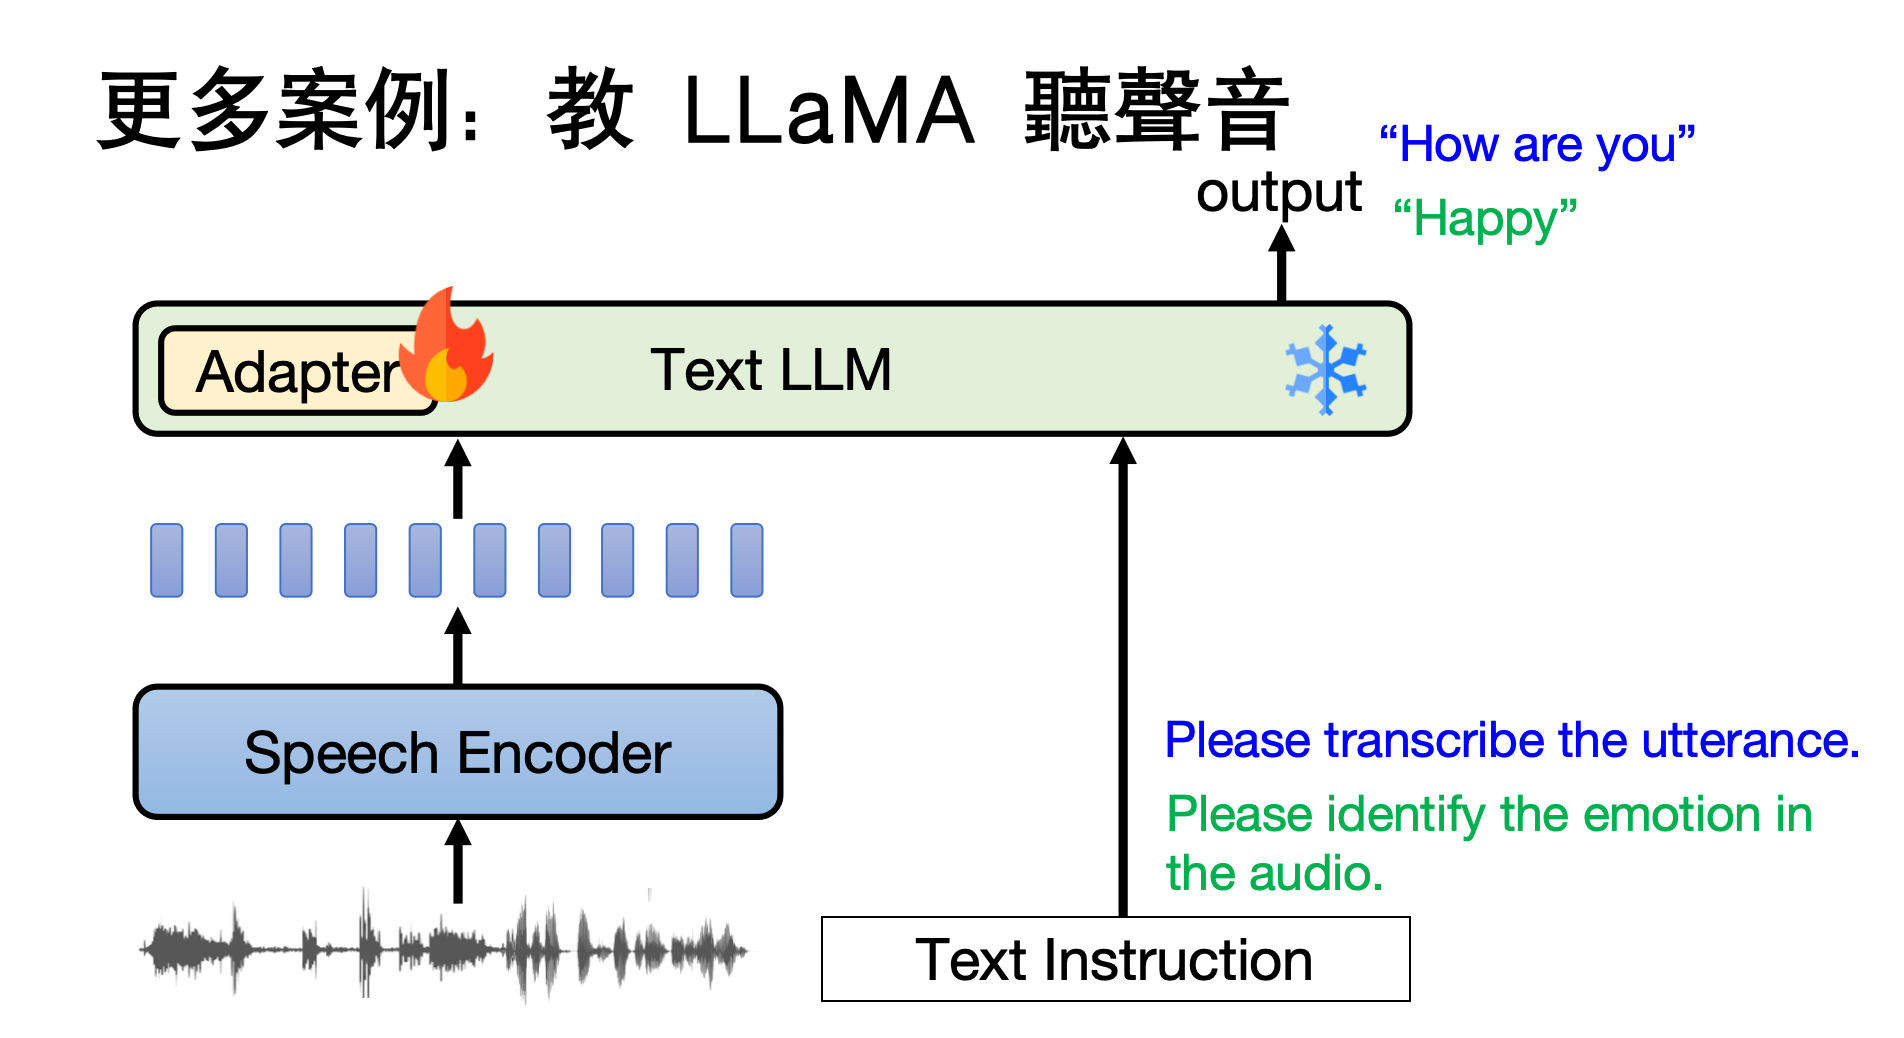 更多案例：教 LLaMA 聽聲音
“How are you”
output
“Happy”
Adapter
Text LLM
Speech Encoder
Please transcribe the utterance.
Please identify the emotion in
the audio.
Text Instruction